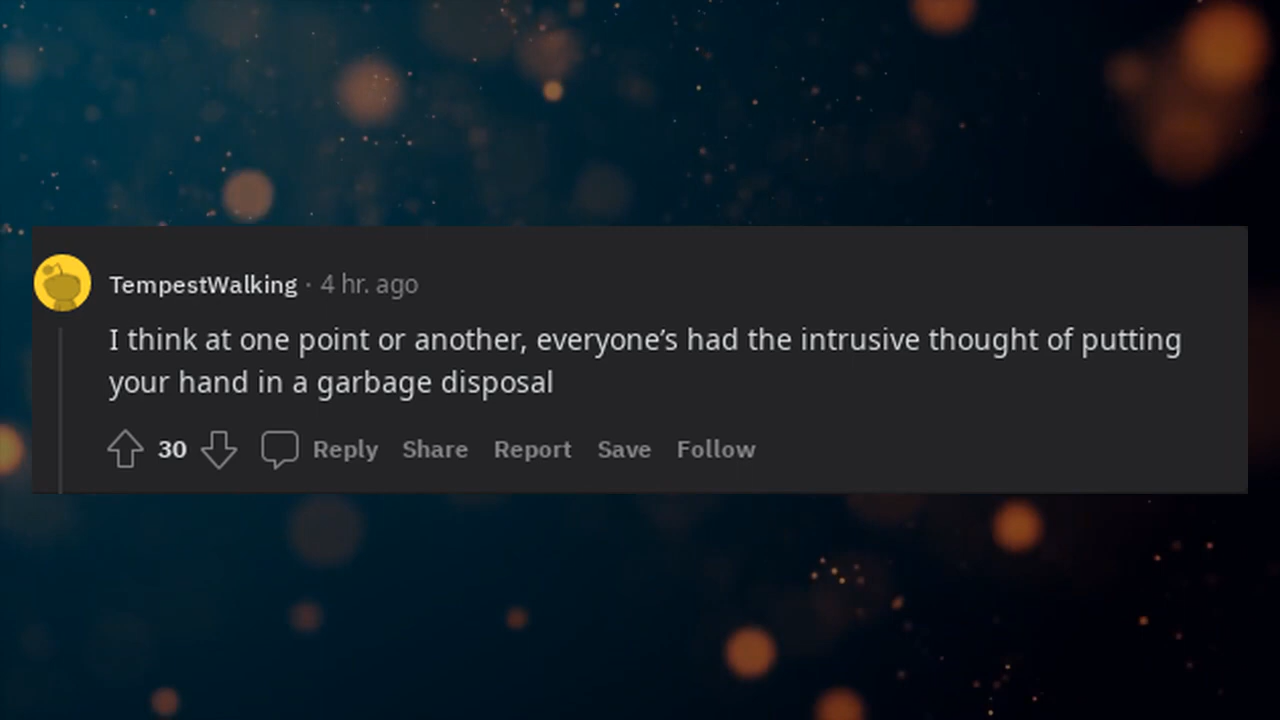 TempestWalking · 4 hr. ago
I think at one point or another, everyone’s had the intrusive thought of putting
your hand in a garbage disposal
30 Reply Share Report Save Follow